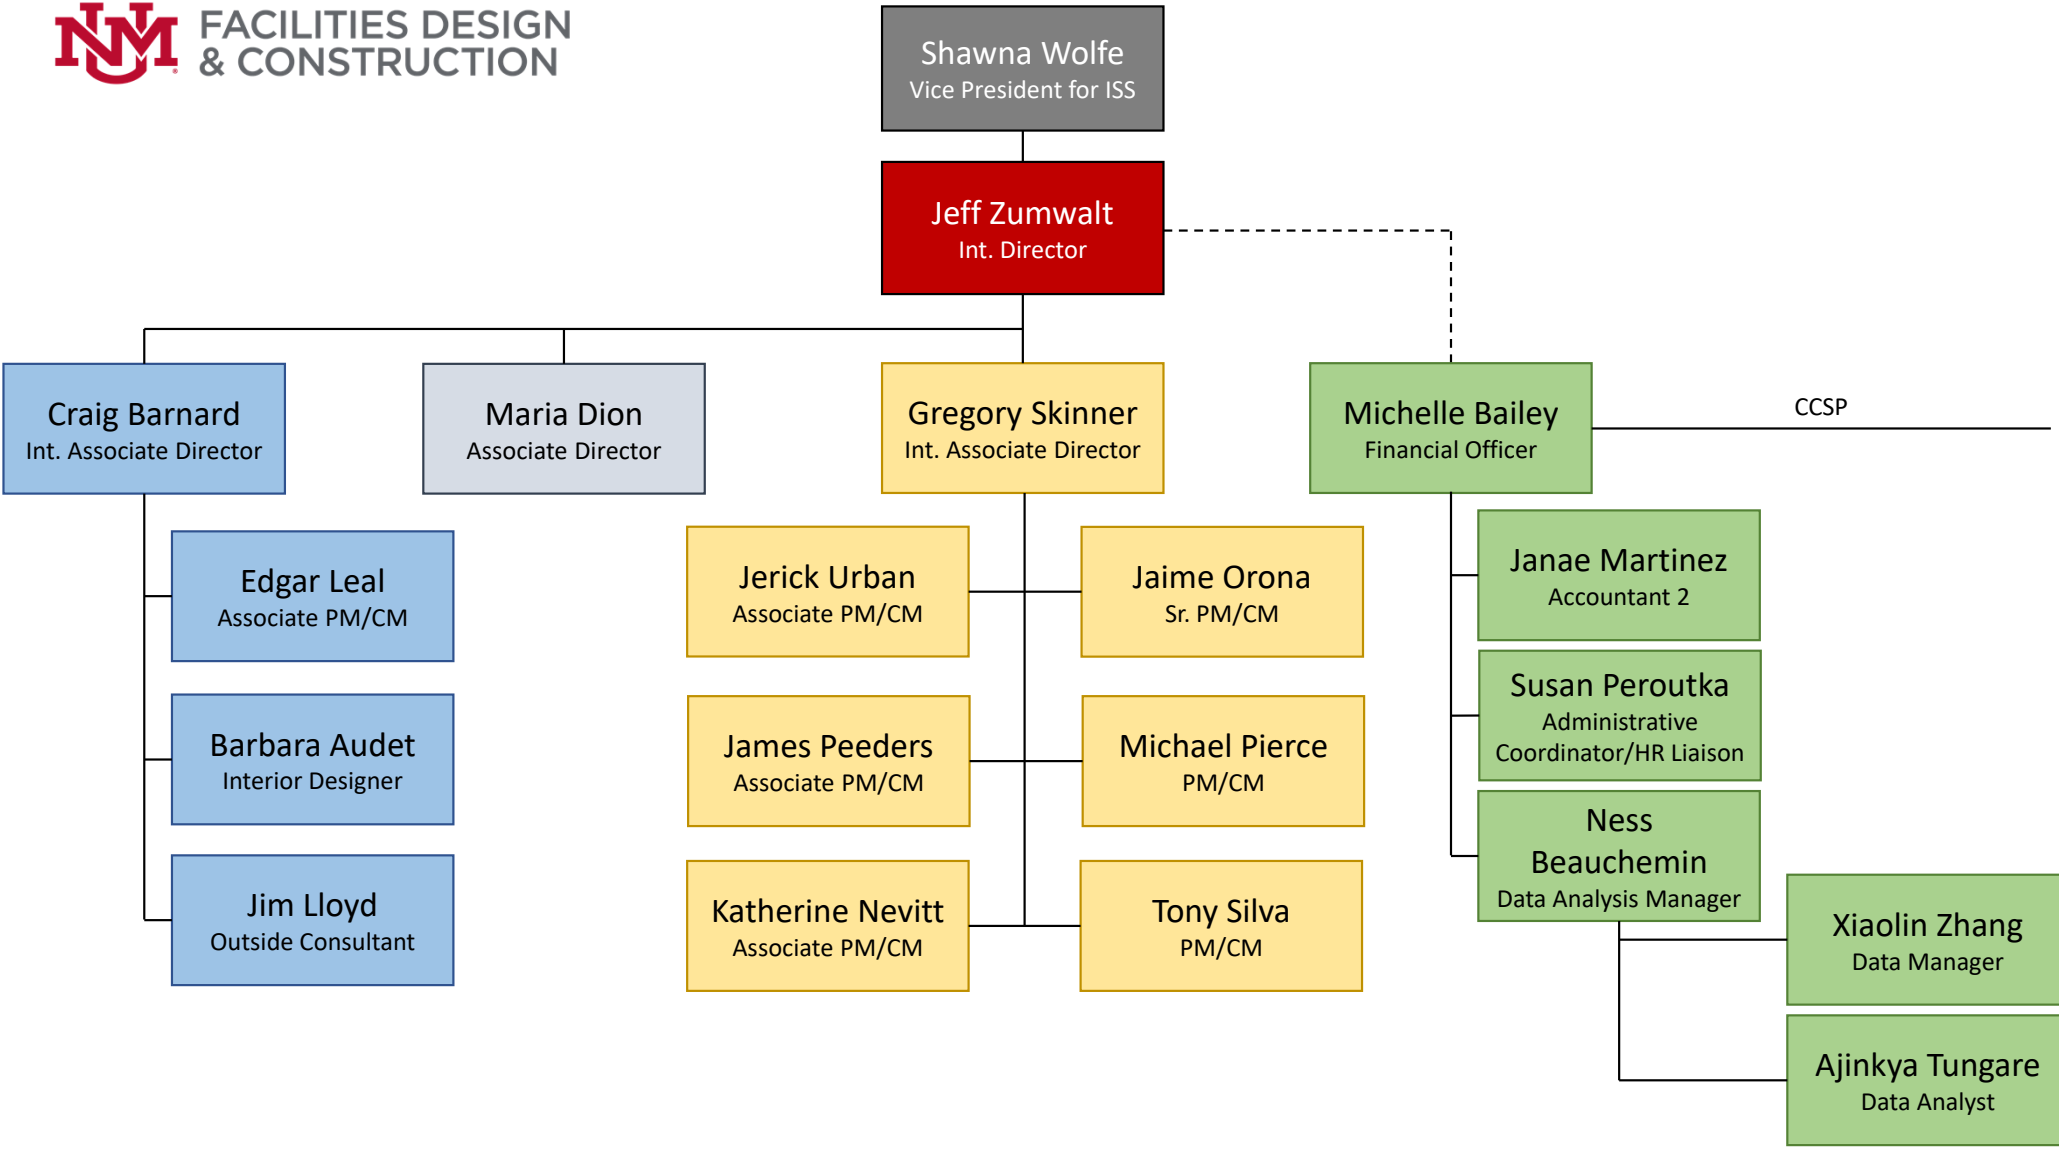 UNM
FACILITIES DESIGN
& CONSTRUCTION
Shawna Wolfe
Vice President for ISS
Jeff Zumwalt
Int. Director
Craig Barnard
Int. Associate Director
Maria Dion
Associate Director
Gregory Skinner
Int. Associate Director
Michelle Bailey
Financial Officer
CCSP
Edgar Leal
Associate PM/CM
Barbara Audet
Interior Designer
Jim Lloyd
Outside Consultant
Jerick Urban
Associate PM/CM
Jaime Orona
Sr. PM/CM
James Peeders
Associate PM/CM
Michael Pierce
PM/CM
Katherine Nevitt
Associate PM/CM
Tony Silva
PM/CM
Janae Martinez
Accountant 2
Susan Peroutka
Administrative
Coordinator/HR Liaison
Ness
Beauchemin
Data Analysis Manager
Xiaolin Zhang
Data Manager
Ajinkya Tungare
Data Analyst